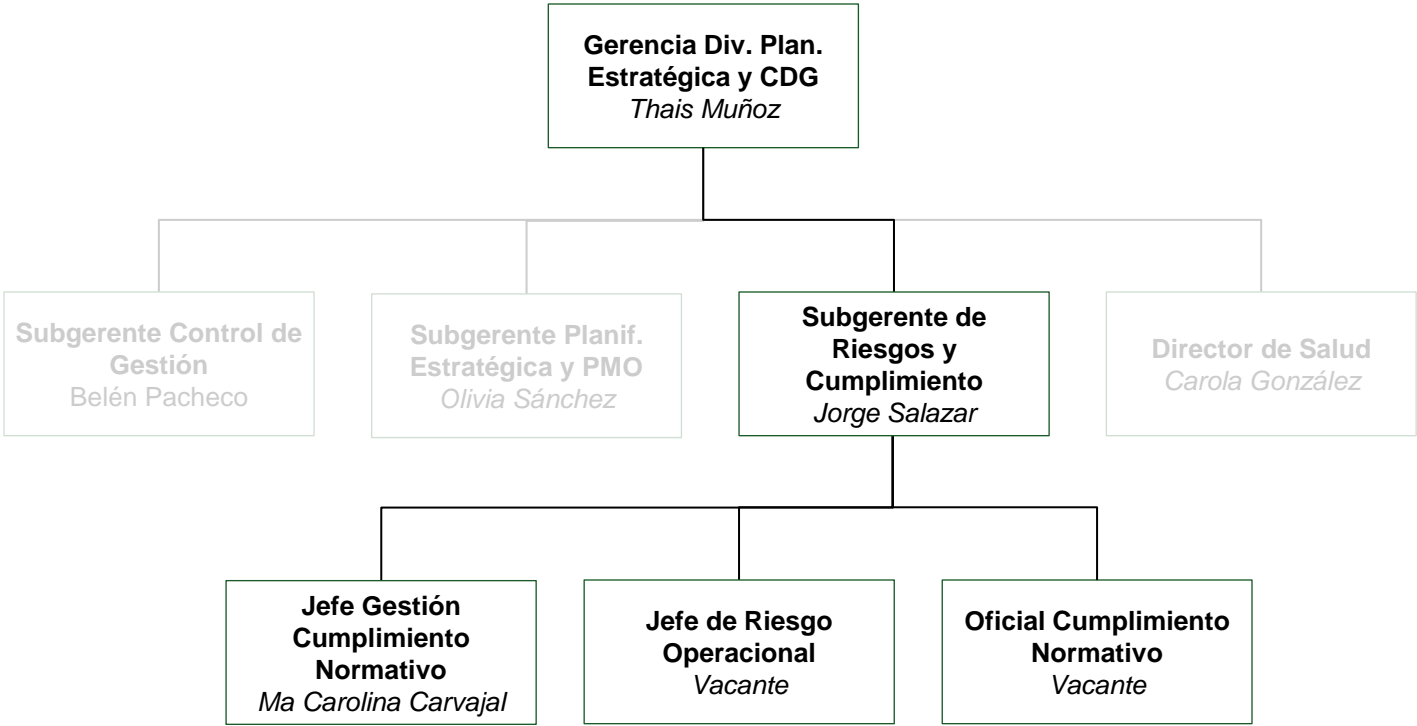 Gerencia Div. Plan.
Estratégica y CDG
Thais Muñoz
Subgerente Control de
Gestión
Belén Pacheco
Subgerente Planif.
Estratégica y PMO
Olivia Sánchez
Subgerente de
Riesgos y
Cumplimiento
Jorge Salazar
Director de Salud
Carola González
Jefe Gestión
Cumplimiento
Normativo
Ma Carolina Carvajal
Jefe de Riesgo
Operacional
Vacante
Oficial Cumplimiento
Normativo
Vacante